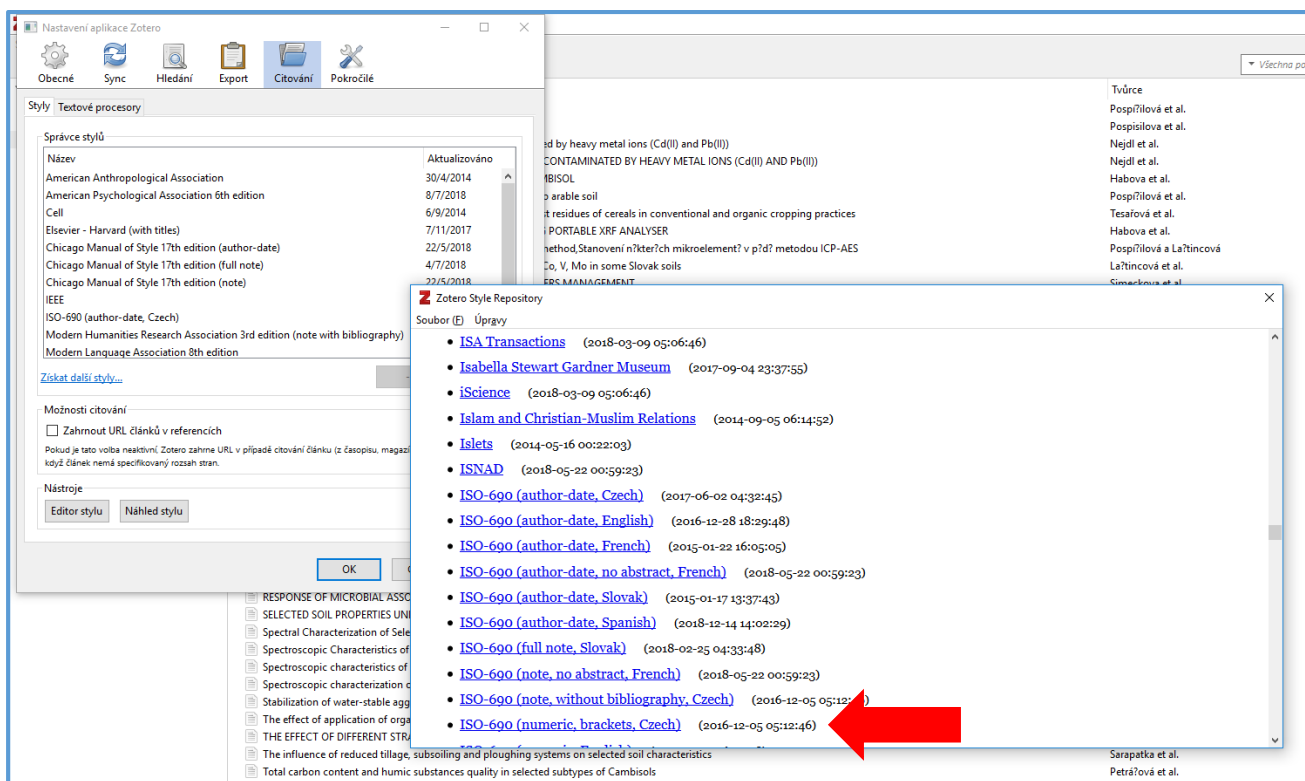 Nastavení aplikace Zotero
Obecné Sync Hledání Export Citování Pokročilé
Styly Textové procesory
Správce stylů
Název Aktualizováno
American Anthropological Association 30/4/2014
American Psychological Association 6th edition 8/7/2018
Cell 6/9/2014
Elsevier - Harvard (with titles) 7/11/2017
Chicago Manual of Style 17th edition (author-date) 22/5/2018
Chicago Manual of Style 17th edition (full note) 4/7/2018
Chicago Manual of Style 17th edition (note) 22/5/2018
IEEE
ISO-690 (author-date, Czech)
Modern Humanities Research Association 3rd edition (note with bibliography)
Modern Language Association 8th edition
Získat další styly...
Možnosti citování
Zahrnout URL článků v referencích
Pokud je tato volba neaktivní, Zotero zahrne URL v případě citování článku (z časopisu, magazí
když článek nemá specifikovaný rozsah stran.
Nástroje
Editor stylu Náhled stylu
OK
Všechna po
Tvůrce
Pospí?ilová et al.
Pospisilova et al.
ed by heavy metal ions (Cd(II) and Pb(II)) Nejdl et al.
CONTAMINATED BY HEAVY METAL IONS (Cd(II) AND Pb(II)) Nejdl et al.
MBISOL Habova et al.
o arable soil Pospí?ilová et al.
t residues of cereals in conventional and organic cropping practices Tesařová et al.
PORTABLE XRF ANALYSER Habova et al.
method,Stanovení n?kter?ch mikroelement? v p?d? metodou ICP-AES Pospí?ilová a La?tincová
Co, V, Mo in some Slovak soils La?tincová et al.
ERS MANAGEMENT Simeckova et al.
Zotero Style Repository
Soubor (F) Úpravy
ISA Transactions (2018-03-09 05:06:46)
Isabella Stewart Gardner Museum (2017-09-04 23:37:55)
iScience (2018-03-09 05:06:46)
Islam and Christian-Muslim Relations (2014-09-05 06:14:52)
Islets (2014-05-16 00:22:03)
ISNAD (2018-05-22 00:59:23)
ISO-690 (author-date, Czech) (2017-06-02 04:32:45)
ISO-690 (author-date, English) (2016-12-28 18:29:48)
ISO-690 (author-date, French) (2015-01-22 16:05:05)
ISO-690 (author-date, no abstract, French) (2018-05-22 00:59:23)
ISO-690 (author-date, Slovak) (2015-01-17 13:37:43)
ISO-690 (author-date, Spanish) (2018-12-14 14:02:29)
ISO-690 (full note, Slovak) (2018-02-25 04:33:48)
ISO-690 (note, no abstract, French) (2018-05-22 00:59:23)
ISO-690 (note, without bibliography, Czech) (2016-12-05 05:12:
ISO-690 (numeric, brackets, Czech) (2016-12-05 05:12:46)
RESPONSE OF MICROBIAL ASSO
SELECTED SOIL PROPERTIES UN
Spectral Characterization of Sele
Spectroscopic Characteristics of
Spectroscopic characteristics of
Spectroscopic characterization o
Stabilization of water-stable agg
The effect of application of orga
THE EFFECT OF DIFFERENT STRA
The influence of reduced tillage, subsoiling and ploughing systems on selected soil characteristics Sarapatka et al.
Total carbon content and humic substances quality in selected subtypes of Cambisols Petrá?ová et al.